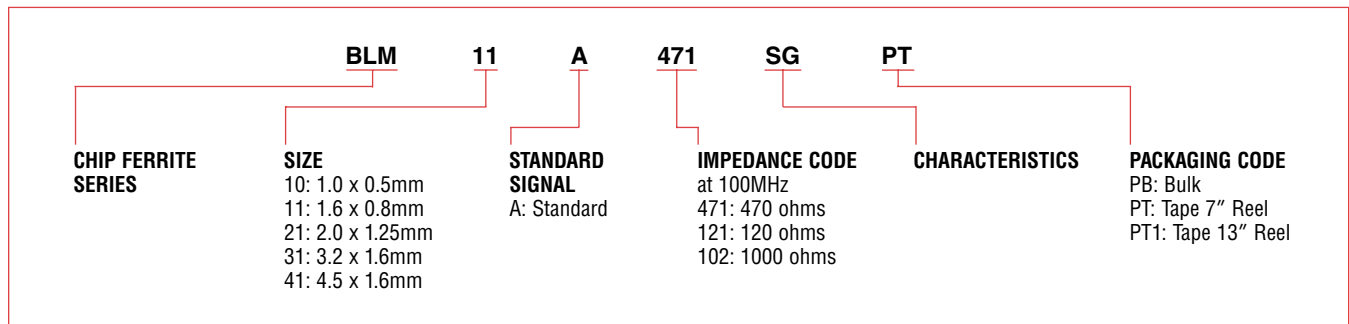 BLM 11 A 471 SG PT
CHIP FERRITE
SERIES
SIZE
10: 1.0 x 0.5mm
11: 1.6 x 0.8mm
21: 2.0 x 1.25mm
31: 3.2 x 1.6mm
41: 4.5 x 1.6mm
STANDARD
SIGNAL
A: Standard
IMPEDANCE CODE
at 100MHz
471: 470 ohms
121: 120 ohms
102: 1000 ohms
CHARACTERISTICS
PACKAGING CODE
PB: Bulk
PT: Tape 7″ Reel
PT1: Tape 13″ Reel